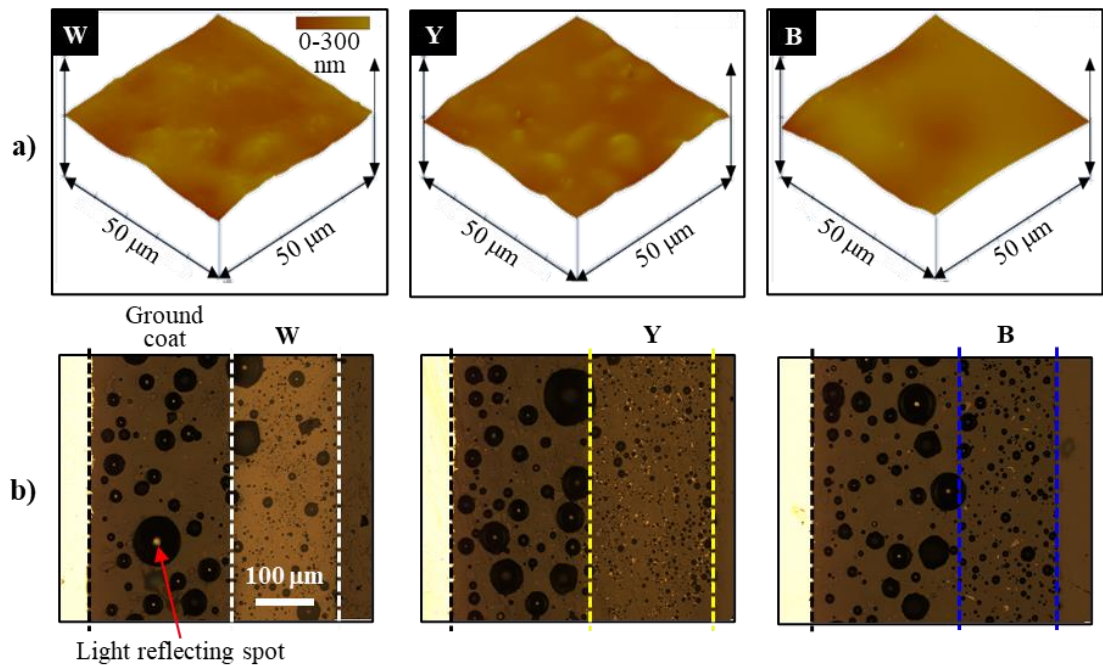 a)
W
0-300
nm
50 μm
50 μm
Y
50 μm
50 μm
B
50 μm
50 μm
b)
Ground
coat
W
Y
B
100 μm
Light reflecting spot